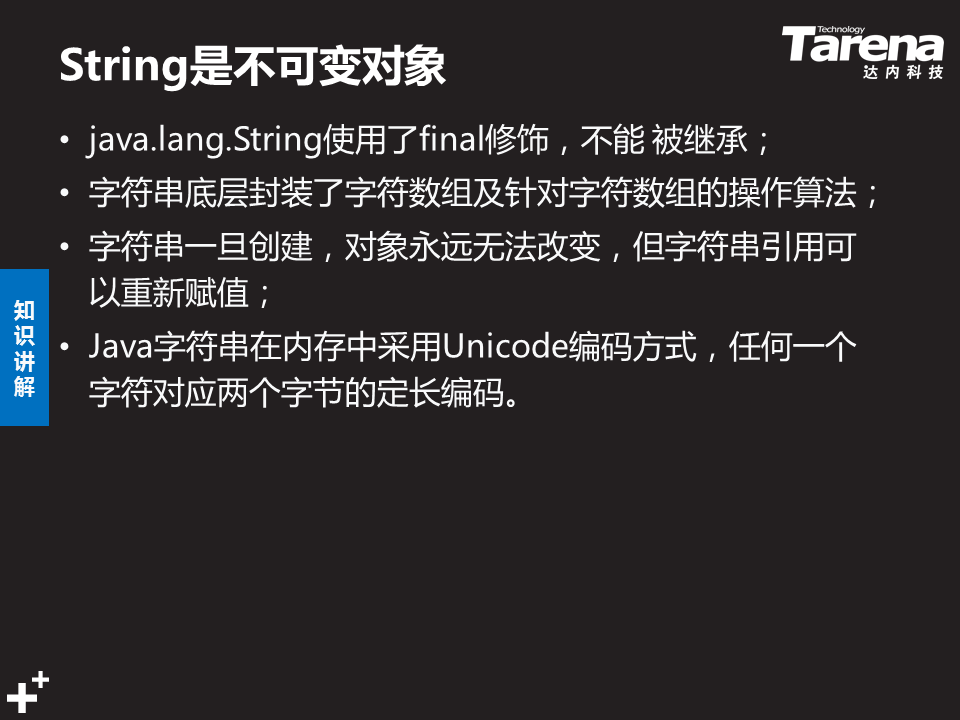 String是不可变对象
Technology
Tarena
达内科技
• java.lang.String使用了final修饰，不能 被继承；
• 字符串底层封装了字符数组及针对字符数组的操作算法；
• 字符串一旦创建，对象永远无法改变，但字符串引用可
以重新赋值；
• Java字符串在内存中采用Unicode编码方式，任何一个
字符对应两个字节的定长编码。
知识讲解